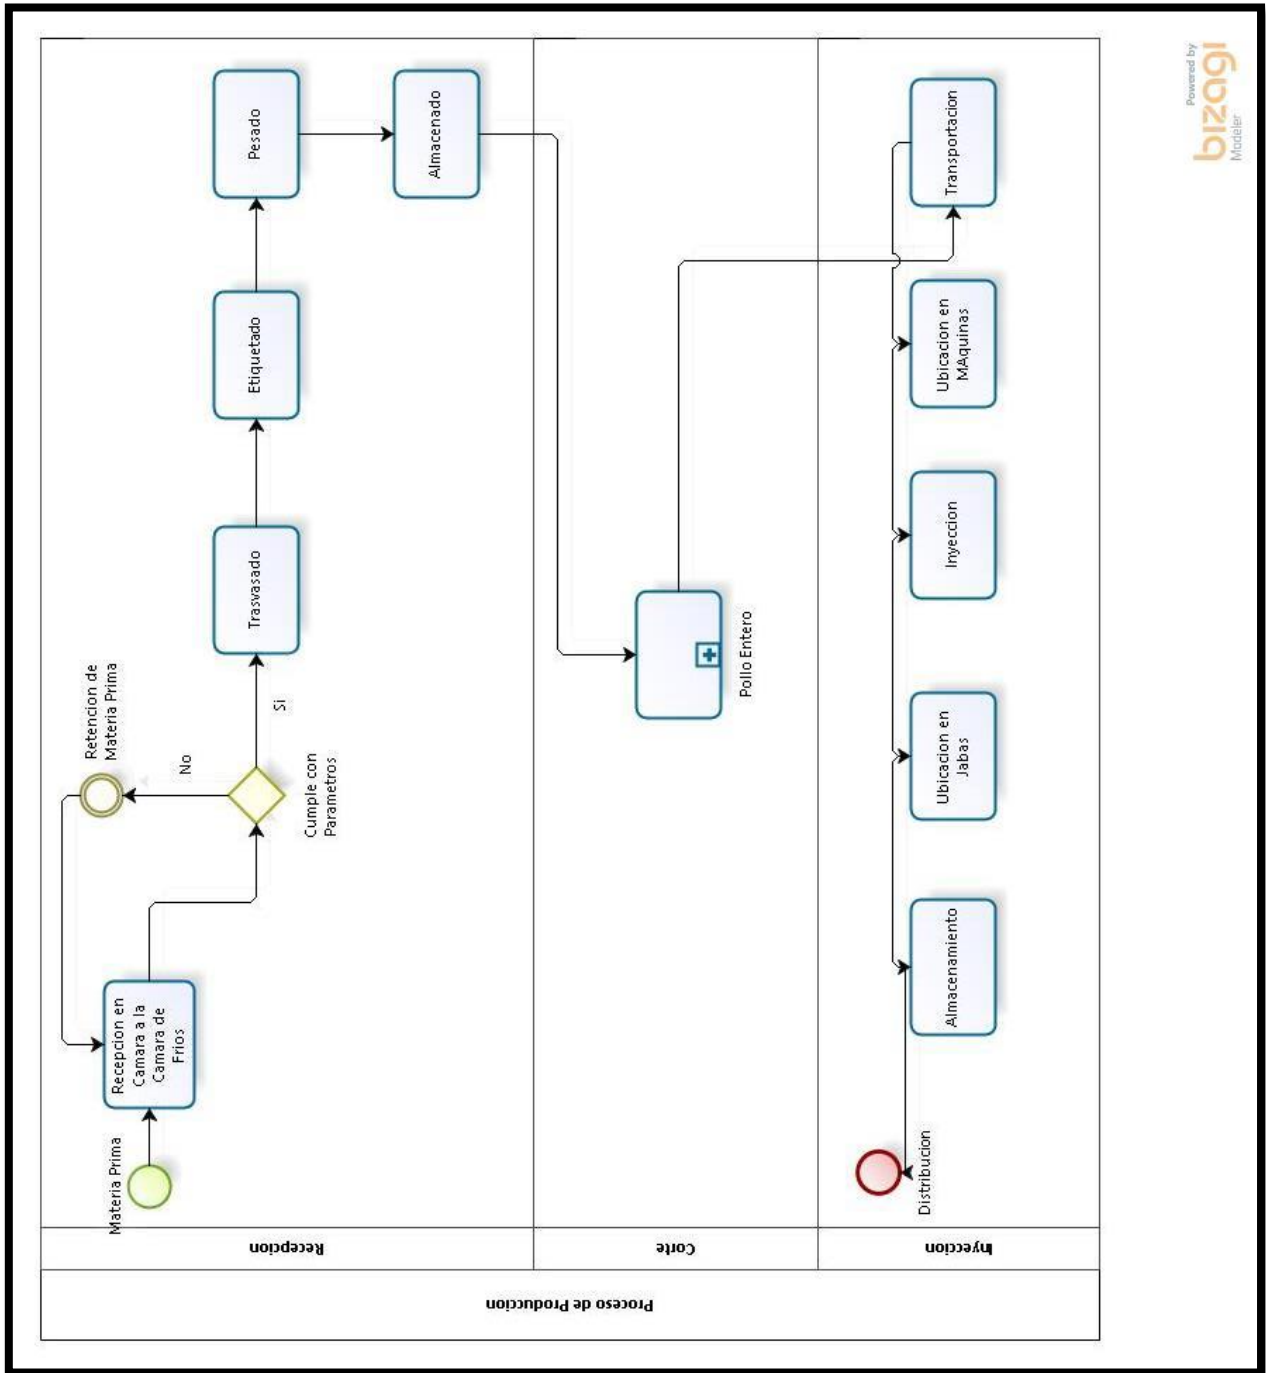 Proceso de Produccion
Recepcion
Materia Prima
Recepcion en
Camara a la
Camara de
Frios
Cumple con
Parametros
No
Retencion de
Materia Prima
Si
Trasvasado
Etiquetado
Pesado
Almacenado
Corte
Pollo Entero
Inyeccion
Transportacion
Ubicacion en
MAquinas
Inyeccion
Ubicacion en
Jabas
Almacenamiento
Distribucion
Powered by
bizagi
Modeler